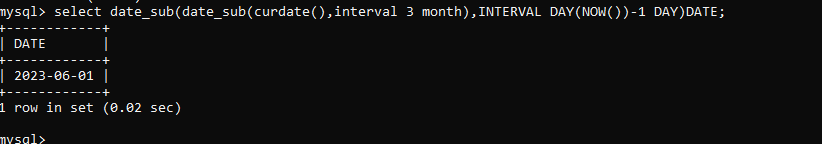 mysql> select date_sub(date_sub(curdate(),interval 3 month),INTERVAL DAY(NOW())-1 DAY)DATE;
+------------+
| DATE       |
+------------+
| 2023-06-01 |
+------------+
1 row in set (0.02 sec)
mysql>